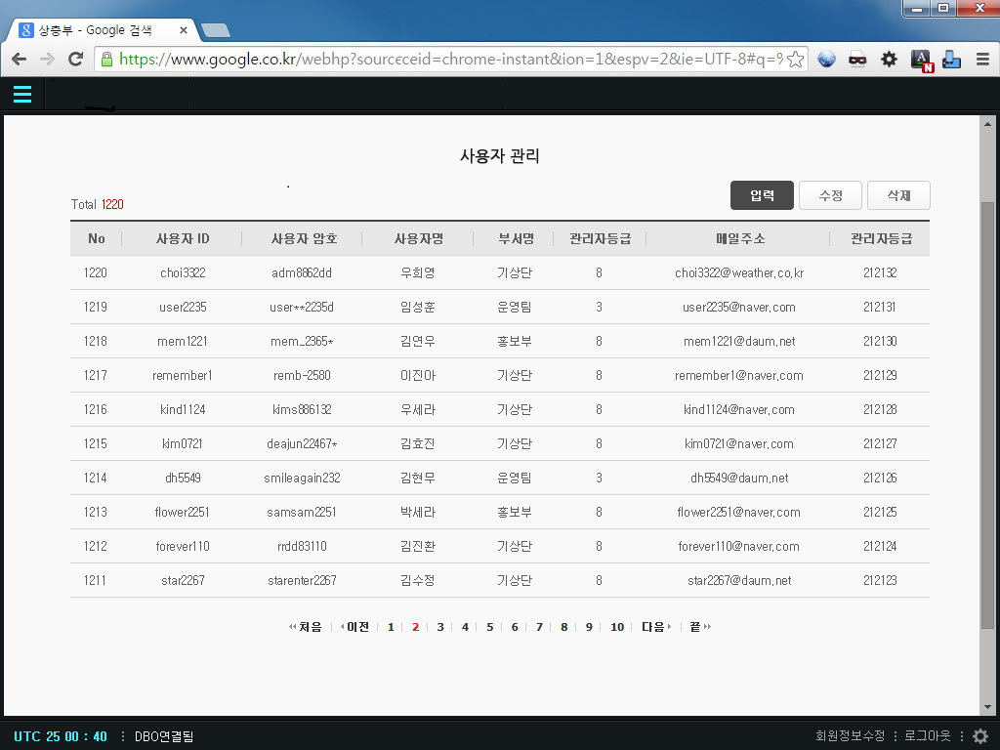 상층부 - Google 검색
https://www.google.co.kr/webhp?sourceceid=chrome-instant&ion=1&espv=2&ie=UTF-8#q=9
사용자 관리
Total 1220
입력 수정 삭제
No 사용자 ID 사용자 암호 사용자명 부서명 관리자등급 메일주소 관리자등급
1220 choi3322 adm8862dd 우희영 기상단 8 choi3322@weather.co.kr 212132
1219 user2235 user**2235d 임성훈 운영팀 3 user2235@naver.com 212131
1218 mem1221 mem_2365* 김연우 홍보부 8 mem1221@daum.net 212130
1217 remember1 remb-2580 이진아 기상단 8 remember1@naver.com 212129
1216 kind1124 kims886132 우세라 기상단 8 kind1124@naver.com 212128
1215 kim0721 deajun22467* 김효진 기상단 8 kim0721@naver.com 212127
1214 dh5549 smileagain232 김현무 운영팀 3 dh5549@daum.net 212126
1213 flower2251 samsam2251 박세라 홍보부 8 flower2251@naver.com 212125
1212 forever110 rrdd83110 김진환 기상단 8 forever110@naver.com 212124
1211 star2267 starenter2267 김수정 기상단 8 star2267@daum.net 212123
처음 이전 1 2 3 4 5 6 7 8 9 10 다음 끝
UTC 25 00 : 40 DB0연결됨 회원정보수정 로그아웃